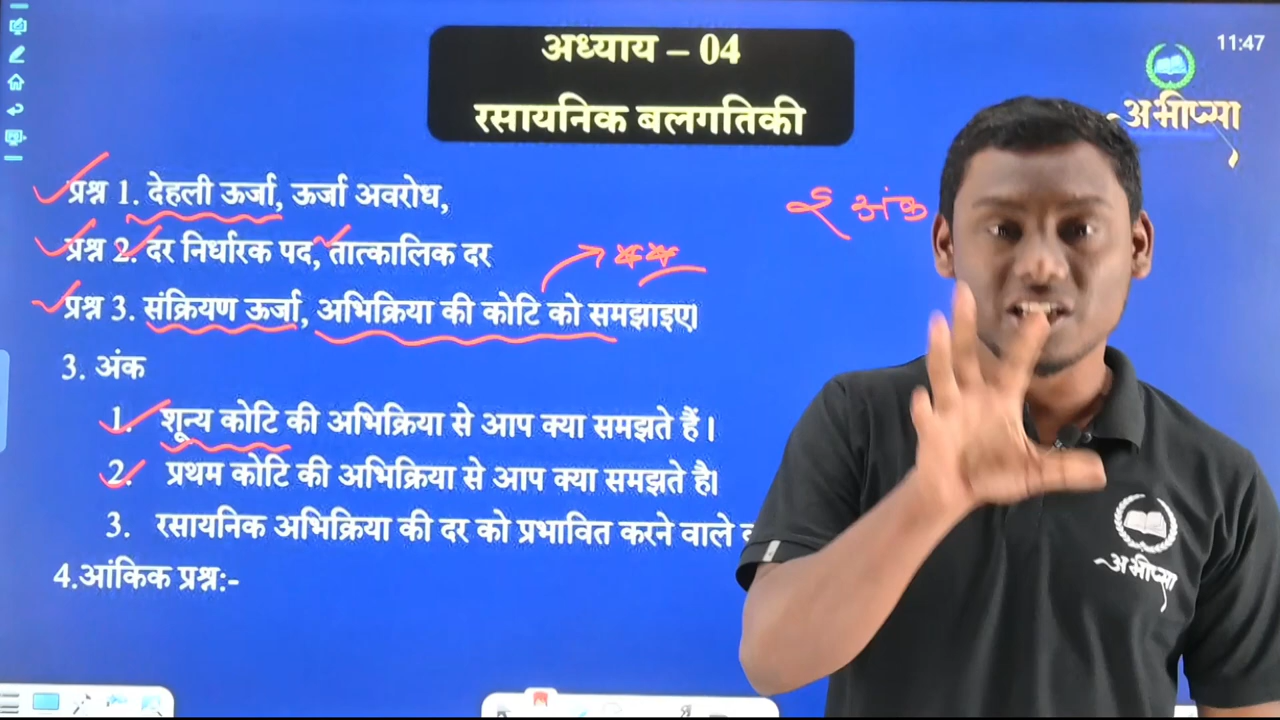 अध्याय – 04
11:47
रसायनिक बलगतिकी
अभीप्सा
प्रश्न 1. देहली ऊर्जा, ऊर्जा अवरोध,
२ अंक
प्रश्न 2. दर निर्धारक पद, तात्कालिक दर
प्रश्न 3. संक्रियण ऊर्जा, अभिक्रिया की कोटि को समझाइए।
3. अंक
1. शून्य कोटि की अभिक्रिया से आप क्या समझते हैं।
2. प्रथम कोटि की अभिक्रिया से आप क्या समझते है।
3. रसायनिक अभिक्रिया की दर को प्रभावित करने वाले
4.आंकिक प्रश्न:-
अभीप्सा